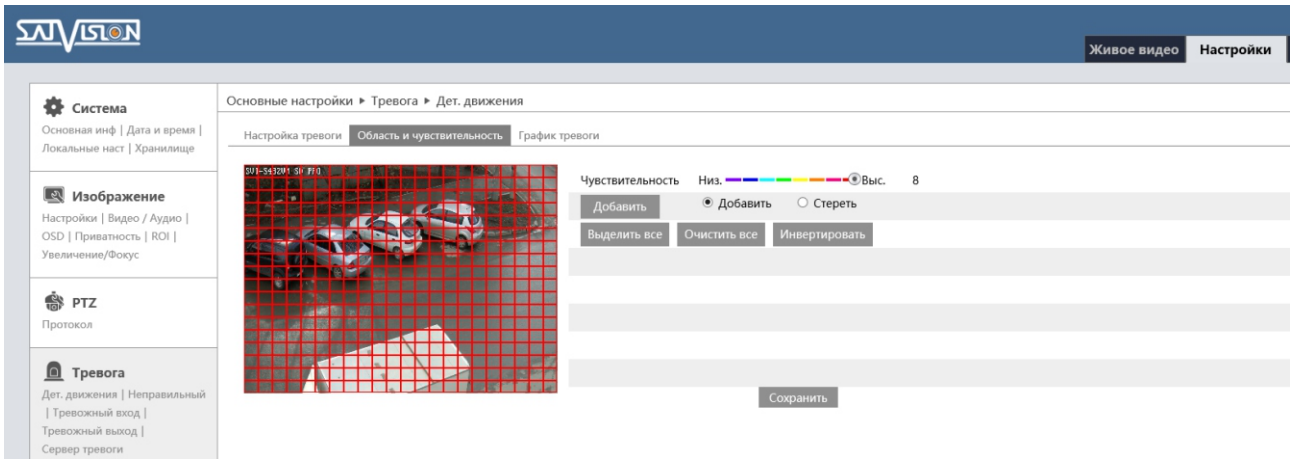 SATVISION
Живое видео
Настройки
Система
Основная инф | Дата и время |
Локальные наст | Хранилище
Изображение
Настройки | Видео / Аудио |
OSD | Приватность | ROI |
Увеличение/Фокус
PTZ
Протокол
Тревога
Дет. движения | Неправильный
| Тревожный вход |
Тревожный выход |
Сервер тревоги
Основные настройки ▶ Тревога ▶ Дет. движения
Настройка тревоги Область и чувствительность График тревоги
Чувствительность Низ. Выс. 8
Добавить Добавить Стереть
Выделить все Очистить все Инвертировать
Сохранить